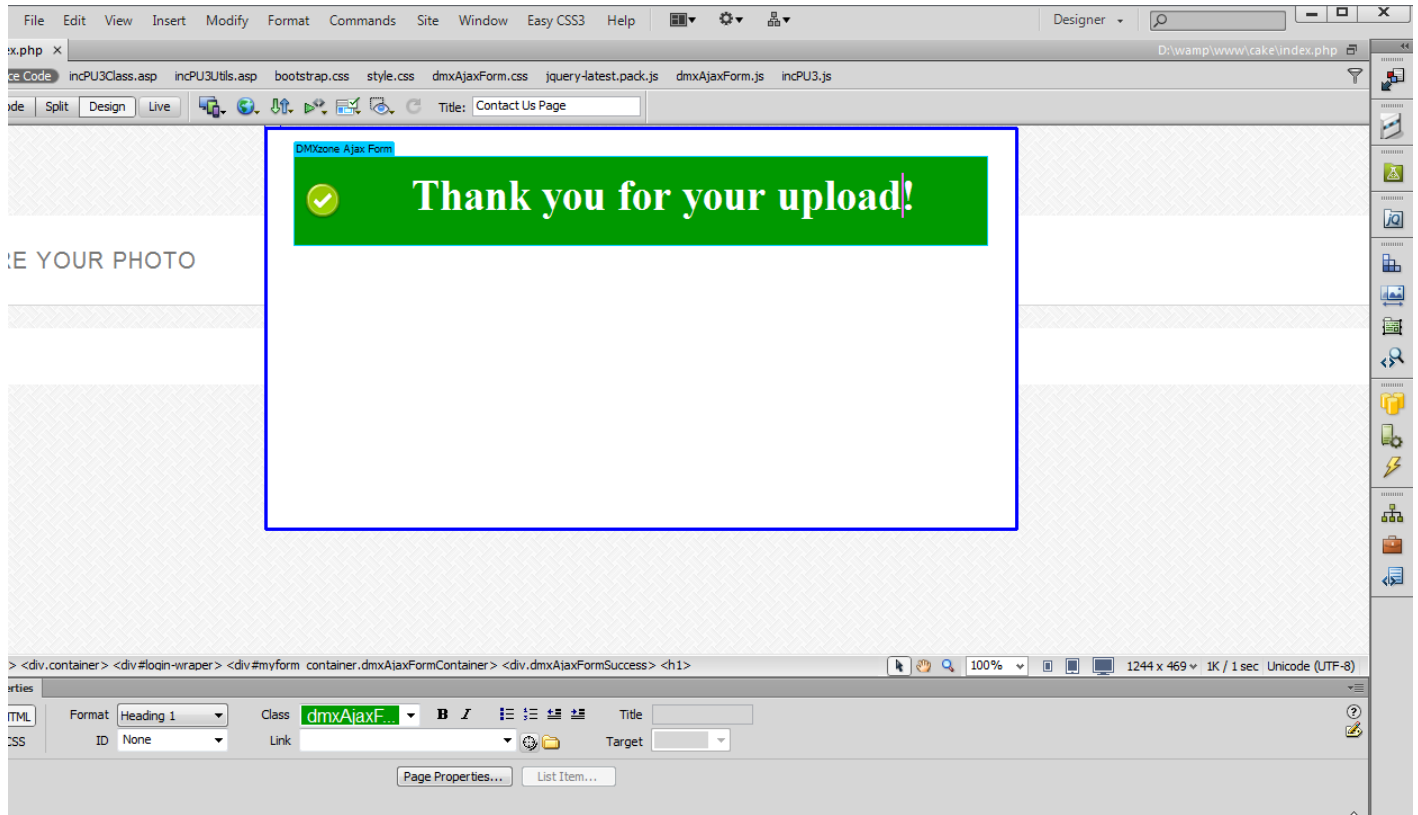 File Edit View Insert Modify Format Commands Site Window Easy CSS3 Help Designer
ex.php × D:\wamp\www\cake\index.php
ce Code incPU3Class.asp incPU3Utils.asp bootstrap.css style.css dmxAjaxForm.css jquery-latest.pack.js dmxAjaxForm.js incPU3.js
ode Split Design Live Title: Contact Us Page
DMXzone Ajax Form
Thank you for your upload!
RE YOUR PHOTO
> <div.container> <div#login-wraper> <div#myform_container.dmxAjaxFormContainer> <div.dmxAjaxFormSuccess> <h1> 100% 1244 x 469 1K / 1 sec Unicode (UTF-8)
erties
HTML Format Heading 1 Class dmxAjaxF... B I Title
CSS ID None Link Target
Page Properties... List Item...